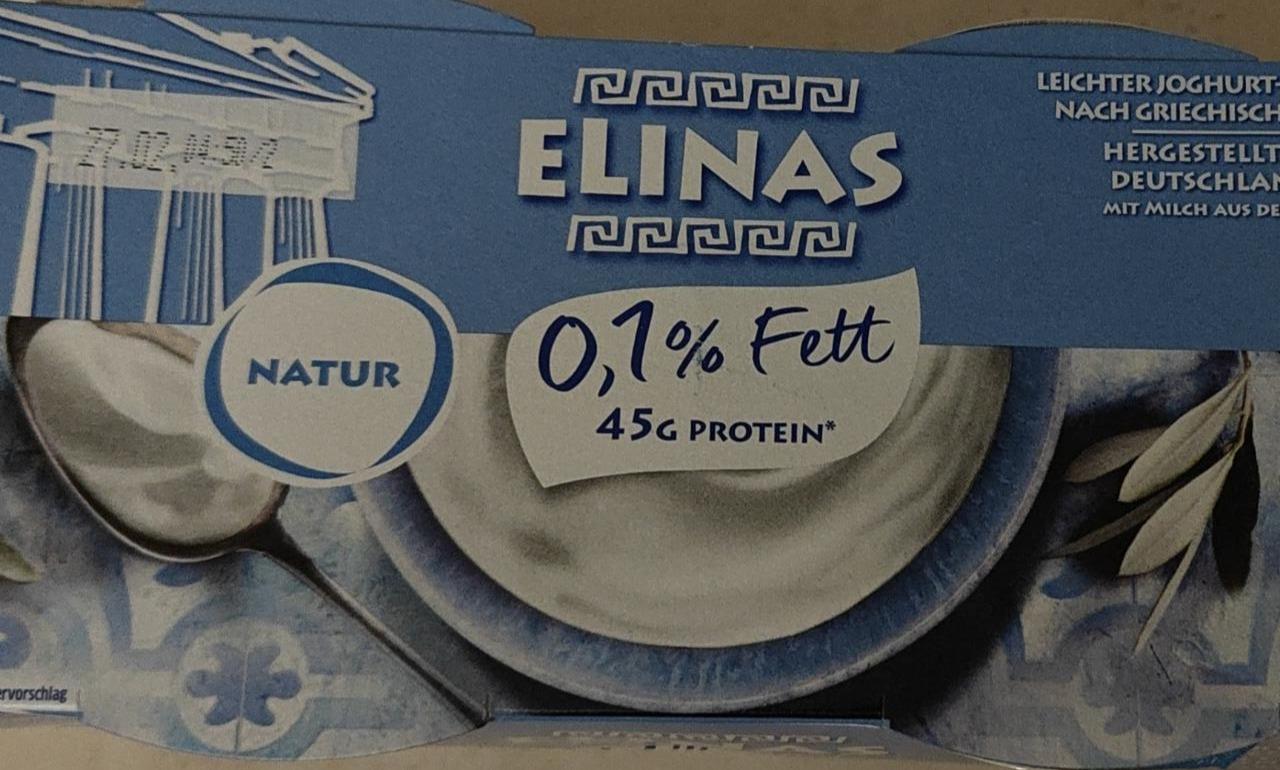 ELINAS
LEICHTER JOGHURT-
NACH GRIECHISCH
HERGESTELLT
DEUTSCHLAN
MIT MILCH AUS DE
27.02.
NATUR
0,1% Fett
45G PROTEIN*
ervorschlag